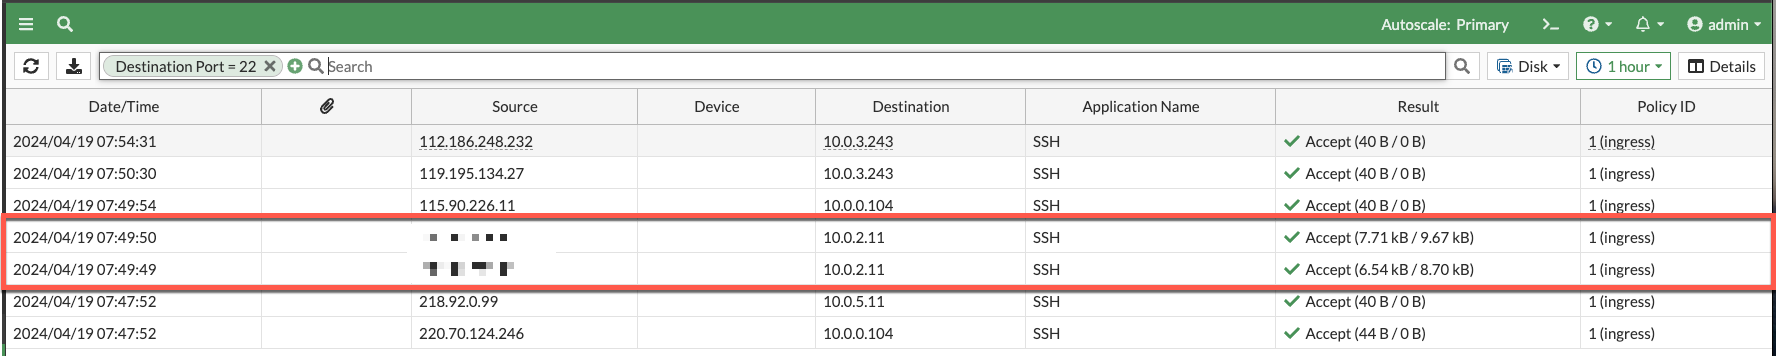 Autoscale: Primary >_ ? admin
Destination Port = 22 Search Disk 1 hour Details
Date/Time Source Device Destination Application Name Result Policy ID
2024/04/19 07:54:31 112.186.248.232 10.0.3.243 SSH Accept (40 B / 0 B) 1 (ingress)
2024/04/19 07:50:30 119.195.134.27 10.0.3.243 SSH Accept (40 B / 0 B) 1 (ingress)
2024/04/19 07:49:54 115.90.226.11 10.0.0.104 SSH Accept (40 B / 0 B) 1 (ingress)
2024/04/19 07:49:50 10.0.2.11 SSH Accept (7.71 kB / 9.67 kB) 1 (ingress)
2024/04/19 07:49:49 10.0.2.11 SSH Accept (6.54 kB / 8.70 kB) 1 (ingress)
2024/04/19 07:47:52 218.92.0.99 10.0.5.11 SSH Accept (40 B / 0 B) 1 (ingress)
2024/04/19 07:47:52 220.70.124.246 10.0.0.104 SSH Accept (44 B / 0 B) 1 (ingress)